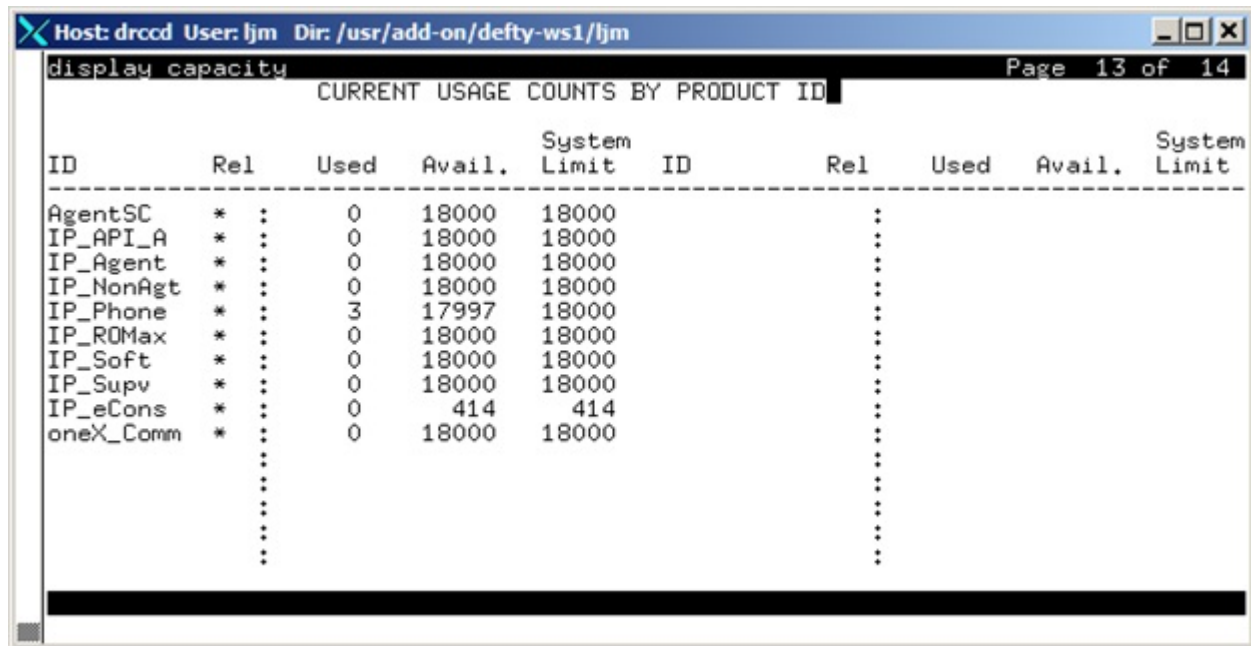 Host: drccd User: ljm Dir: /usr/add-on/defty-ws1/ljm
display capacity Page 13 of 14
CURRENT USAGE COUNTS BY PRODUCT ID
System System
ID Rel Used Avail. Limit ID Rel Used Avail. Limit
--------------------------------------------------------------------------------
AgentSC * : 0 18000 18000 :
IP_API_A * : 0 18000 18000 :
IP_Agent * : 0 18000 18000 :
IP_NonAgt * : 0 18000 18000 :
IP_Phone * : 3 17997 18000 :
IP_ROMax * : 0 18000 18000 :
IP_Soft * : 0 18000 18000 :
IP_Supv * : 0 18000 18000 :
IP_eCons * : 0 414 414 :
oneX_Comm * : 0 18000 18000 :
: :
: :
: :
: :
: :